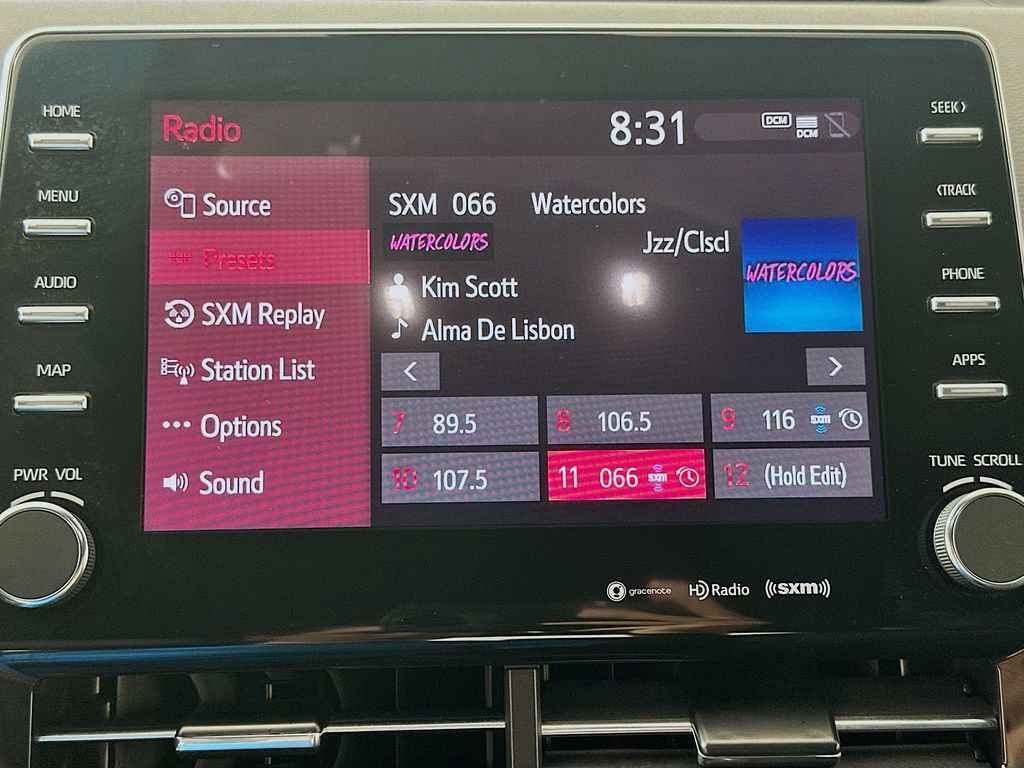 HOME
MENU
AUDIO
MAP
PWR VOL
SEEK >
< TRACK
PHONE
APPS
TUNE SCROLL
Radio
8:31
DCM
DCM
Source
Presets
SXM Replay
Station List
Options
Sound
SXM 066 Watercolors
WATERCOLORS
Jzz/Clscl
WATERCOLORS
Kim Scott
Alma De Lisbon
< >
7 89.5
8 106.5
9 116 sxm
10 107.5
11 066 sxm
12 (Hold Edit)
gracenote HD Radio ((sxm))